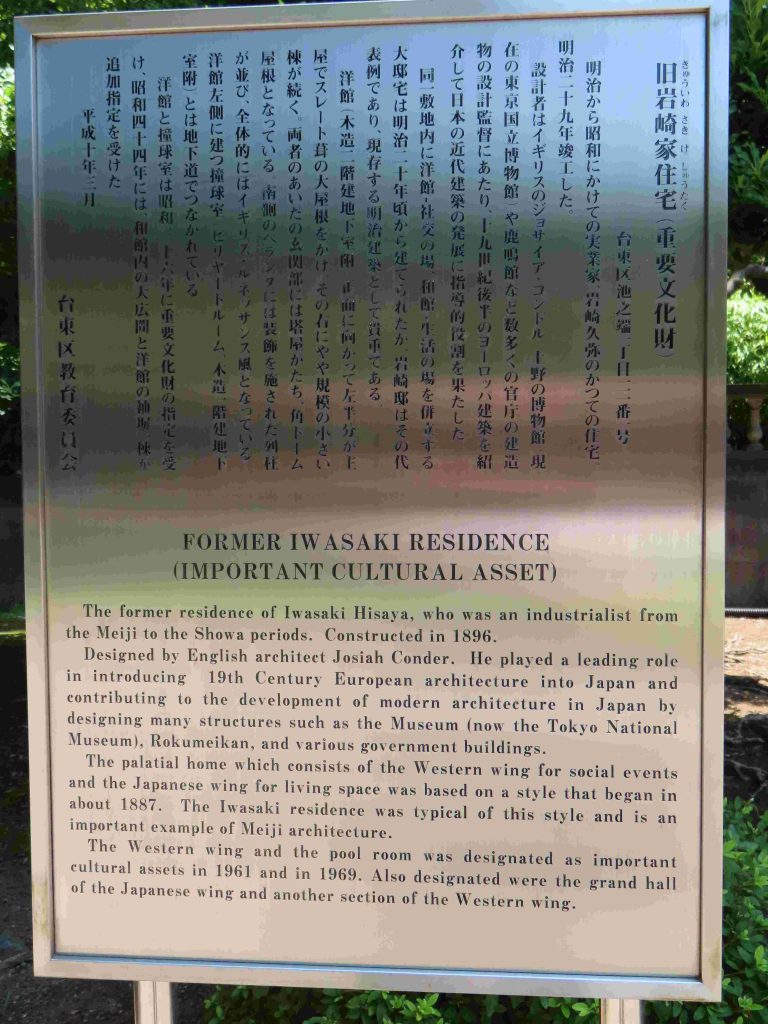 旧岩崎家住宅(重要文化財)
きゅういわ さき け じゅうたく
台東区池之端一丁目三番
明治から昭和にかけての実業家 岩崎久弥のかつての住宅
明治二十九年竣工した。
設計者はイギリスのジョサイア・コンドル 上野の博物館 現
在の東京国立博物館)や鹿鳴館など数多くの官庁の建造
物の設計監督にあたり、十九世紀後半のヨーロッパ建築を紹
介して日本の近代建築の発展に指導的役割を果たした
同一敷地内に洋館-社交の場 和館 生活の場を併立する
大邸宅は明治二十年頃から建てられたが 岩崎邸はその代
表例であり、現存する明治建築として貴重である
洋館(木造二階建地下室附 正面に向かって左半分が主
屋でスレート葺の大屋根をかけ その右にやや規模の小さい
棟が続く。両者のあいだの玄関部には塔屋がたち、角ドーム
屋根となっている 南側のベランダには装飾を施された列柱
が並び、全体的にはイギリス・ルネッサンス風となっている。
洋館左側に建つ撞球室 ビリヤードルーム、木造一階建地下
室附)とは地下道でつなかれている
洋館と撞球室は昭和三十六年に重要文化財の指定を受
け、昭和四十四年には、和館内の大広間と洋館の袖塀一棟が
追加指定を受けた
平成十年三月
台東区教育委員会
FORMER IWASAKI RESIDENCE
(IMPORTANT CULTURAL ASSET)
The former residence of Iwasaki Hisaya, who was an industrialist from
the Meiji to the Showa periods. Constructed in 1896.
Designed by English architect Josiah Conder. He played a leading role
in introducing 19th Century European architecture into Japan and
contributing to the development of modern architecture in Japan by
designing many structures such as the Museum (now the Tokyo National
Museum), Rokumeikan, and various government buildings.
The palatial home which consists of the Western wing for social events
and the Japanese wing for living space was based on a style that began in
about 1887. The Iwasaki residence was typical of this style and is an
important example of Meiji architecture.
The Western wing and the pool room was designated as important
cultural assets in 1961 and in 1969. Also designated were the grand hall
of the Japanese wing and another section of the Western wing.